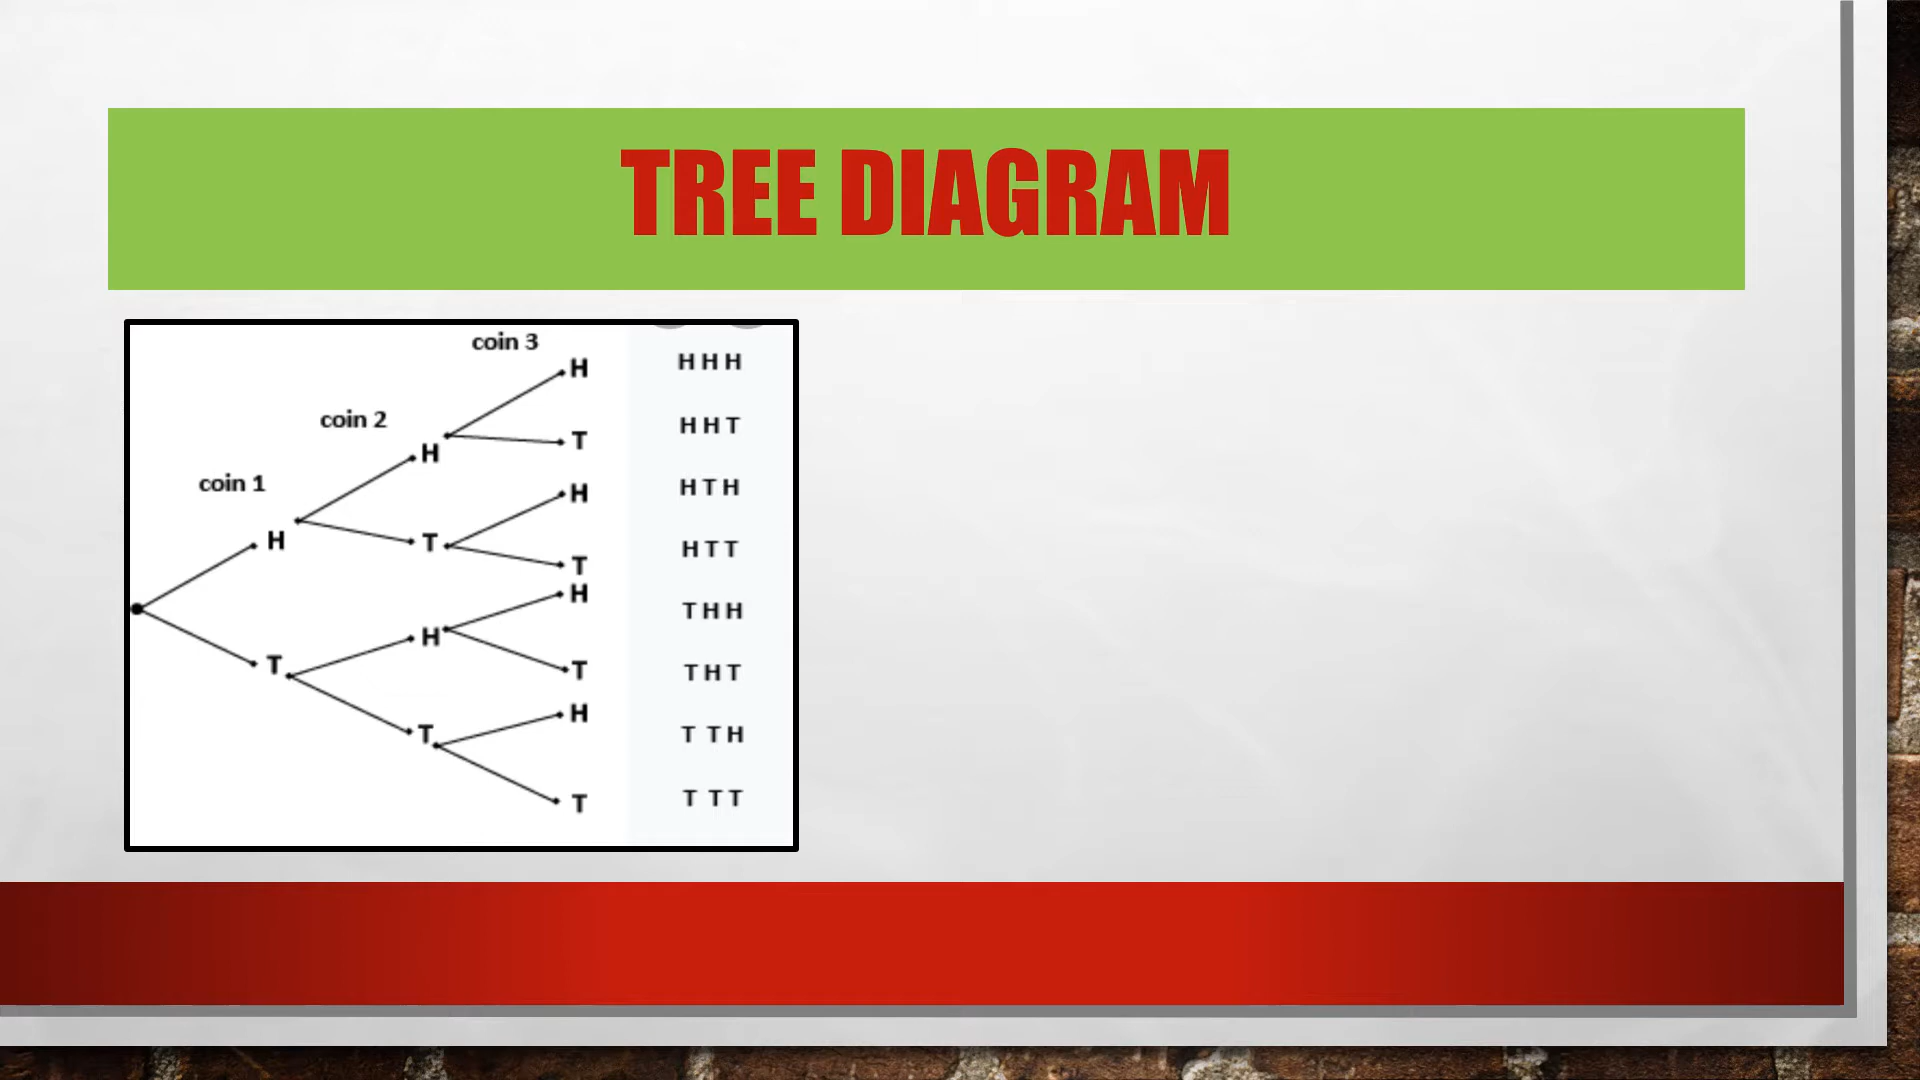 TREE DIAGRAM
coin 3
coin 2
coin 1
H
T
H
T
H
T
H
T
H
T
H
T
H
T
H H H
H H T
H T H
H T T
T H H
T H T
T T H
T T T